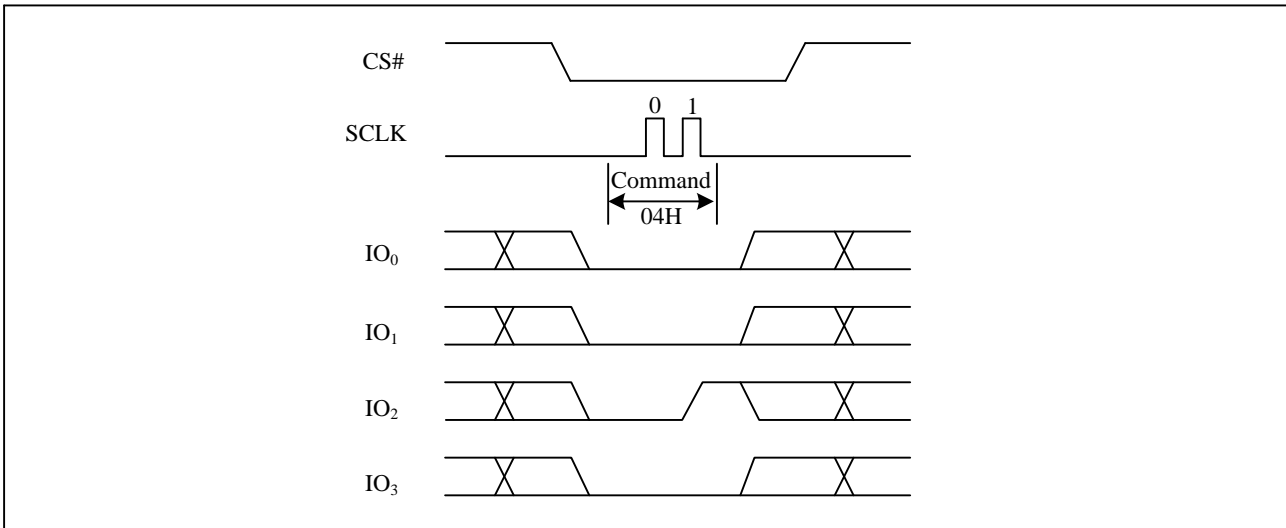 CS#
0 1
SCLK
Command
04H
IO₀
IO₁
IO₂
IO₃